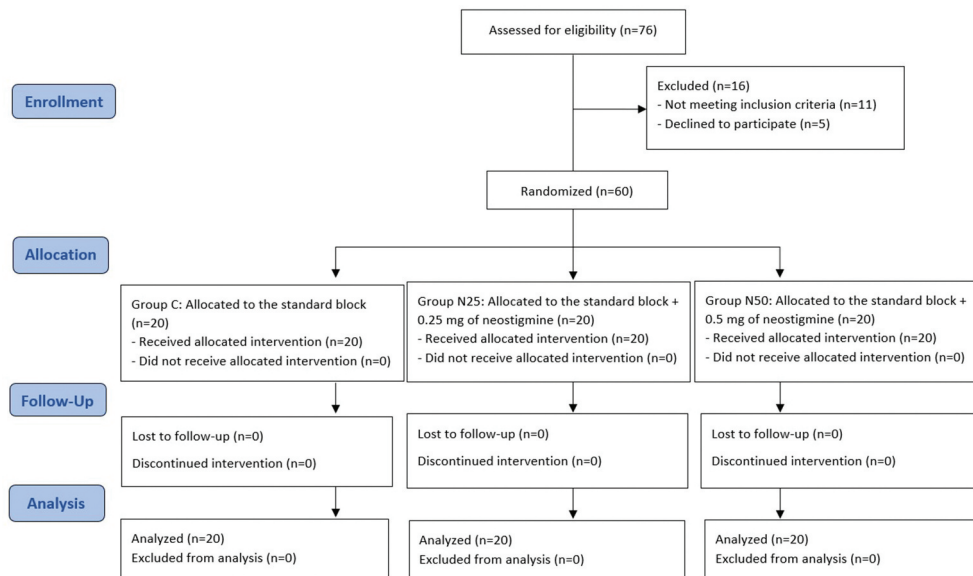 Assessed for eligibility (n=76)
Enrollment
Excluded (n=16)
- Not meeting inclusion criteria (n=11)
- Declined to participate (n=5)
Randomized (n=60)
Allocation
Group C: Allocated to the standard block
(n=20)
- Received allocated intervention (n=20)
- Did not receive allocated intervention (n=0)
Group N25: Allocated to the standard block +
0.25 mg of neostigmine (n=20)
- Received allocated intervention (n=20)
- Did not receive allocated intervention (n=0)
Group N50: Allocated to the standard block +
0.5 mg of neostigmine (n=20)
- Received allocated intervention (n=20)
- Did not receive allocated intervention (n=0)
Follow-Up
Lost to follow-up (n=0)
Discontinued intervention (n=0)
Lost to follow-up (n=0)
Discontinued intervention (n=0)
Lost to follow-up (n=0)
Discontinued intervention (n=0)
Analysis
Analyzed (n=20)
Excluded from analysis (n=0)
Analyzed (n=20)
Excluded from analysis (n=0)
Analyzed (n=20)
Excluded from analysis (n=0)